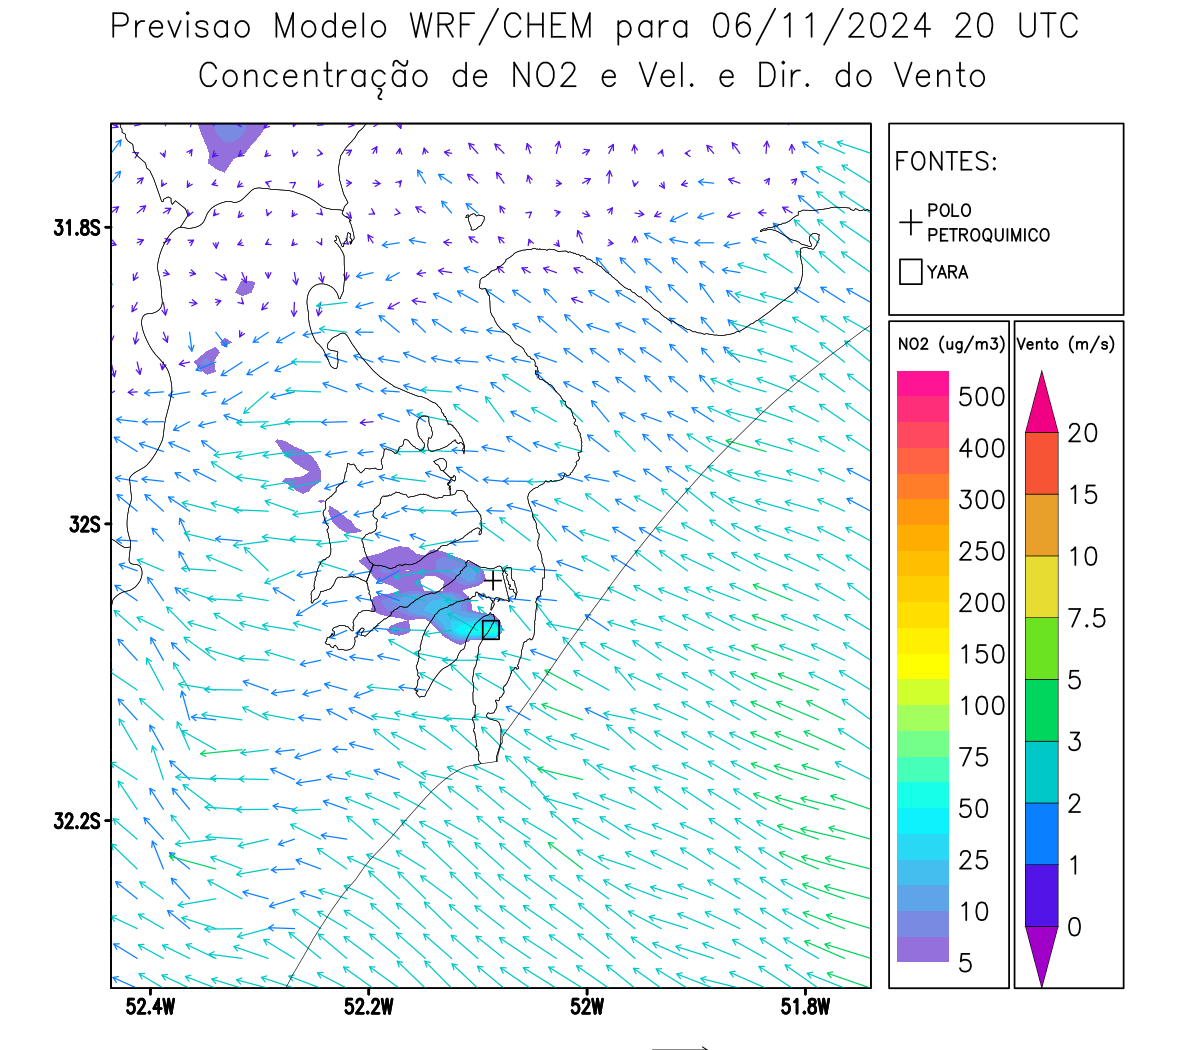 Previsao Modelo WRF/CHEM para 06/11/2024 20 UTC
Concentração de NO2 e Vel. e Dir. do Vento
FONTES:
POLO
PETROQUIMICO
YARA
31.8S
32S
32.2S
52.4W
52.2W
52W
51.8W
NO2 (ug/m3)
500
400
300
250
200
150
100
75
50
25
10
5
Vento (m/s)
20
15
10
7.5
5
3
2
1
0